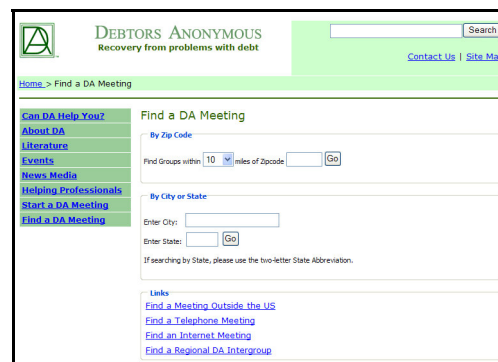 DA
DEBTORS ANONYMOUS
Recovery from problems with debt
Search
Contact Us | Site Ma
Home > Find a DA Meeting
Can DA Help You?
About DA
Literature
Events
News Media
Helping Professionals
Start a DA Meeting
Find a DA Meeting
Find a DA Meeting
By Zip Code
Find Groups within 10 miles of Zipcode Go
By City or State
Enter City:
Enter State: Go
If searching by State, please use the two-letter State Abbreviation.
Links
Find a Meeting Outside the US
Find a Telephone Meeting
Find an Internet Meeting
Find a Regional DA Intergroup